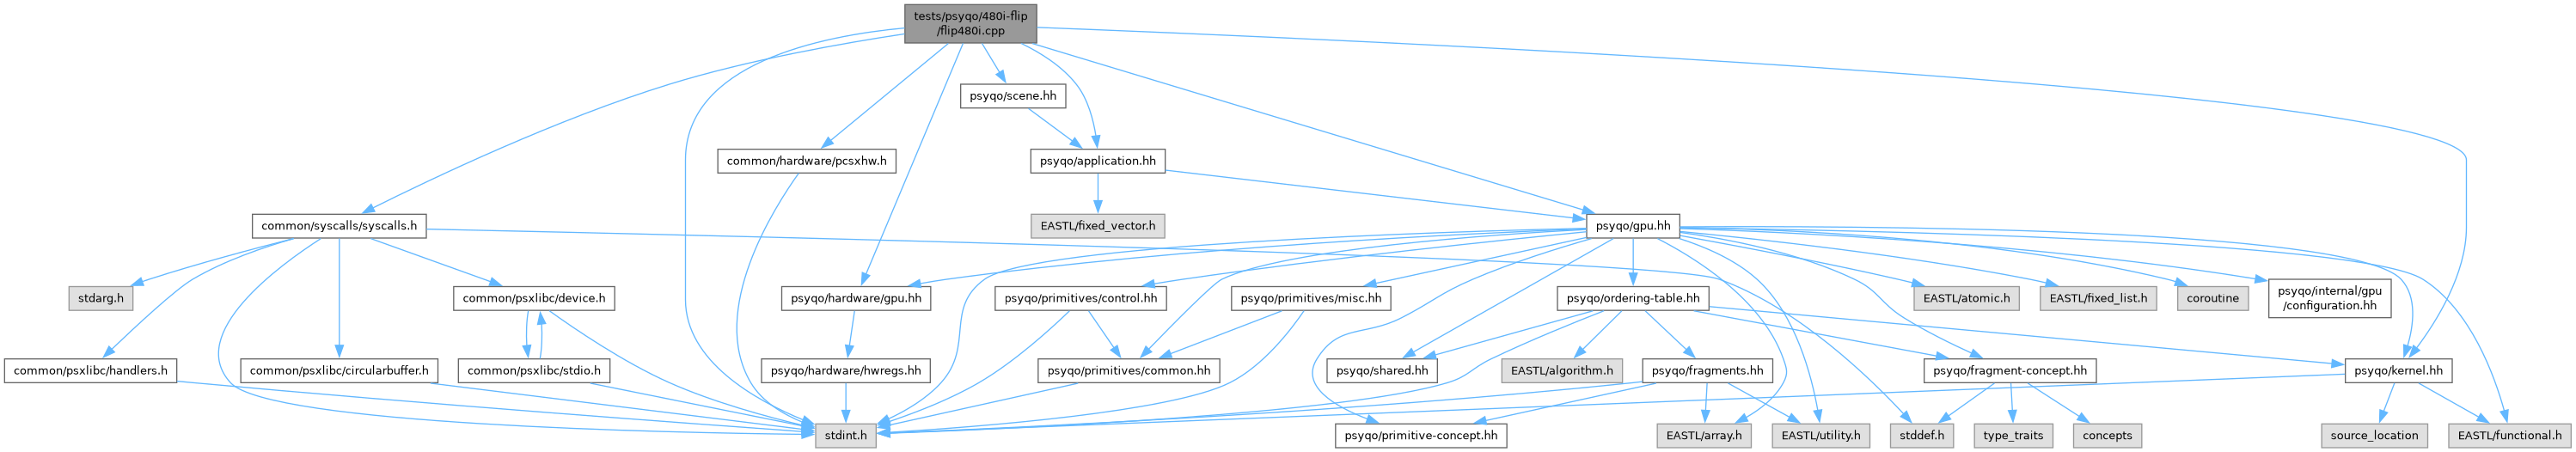 tests/psyqo/480i-flip
/flip480i.cpp
psyqo/scene.hh
common/hardware/pcsxhw.h
psyqo/application.hh
common/syscalls/syscalls.h
EASTL/fixed_vector.h
psyqo/gpu.hh
stdarg.h
common/psxlibc/device.h
psyqo/hardware/gpu.hh
psyqo/primitives/control.hh
psyqo/primitives/misc.hh
psyqo/ordering-table.hh
EASTL/atomic.h
EASTL/fixed_list.h
coroutine
psyqo/internal/gpu
/configuration.hh
common/psxlibc/handlers.h
common/psxlibc/circularbuffer.h
common/psxlibc/stdio.h
psyqo/hardware/hwregs.hh
psyqo/primitives/common.hh
psyqo/shared.hh
EASTL/algorithm.h
psyqo/fragments.hh
psyqo/fragment-concept.hh
psyqo/kernel.hh
stdint.h
psyqo/primitive-concept.hh
EASTL/array.h
EASTL/utility.h
stddef.h
type_traits
concepts
source_location
EASTL/functional.h